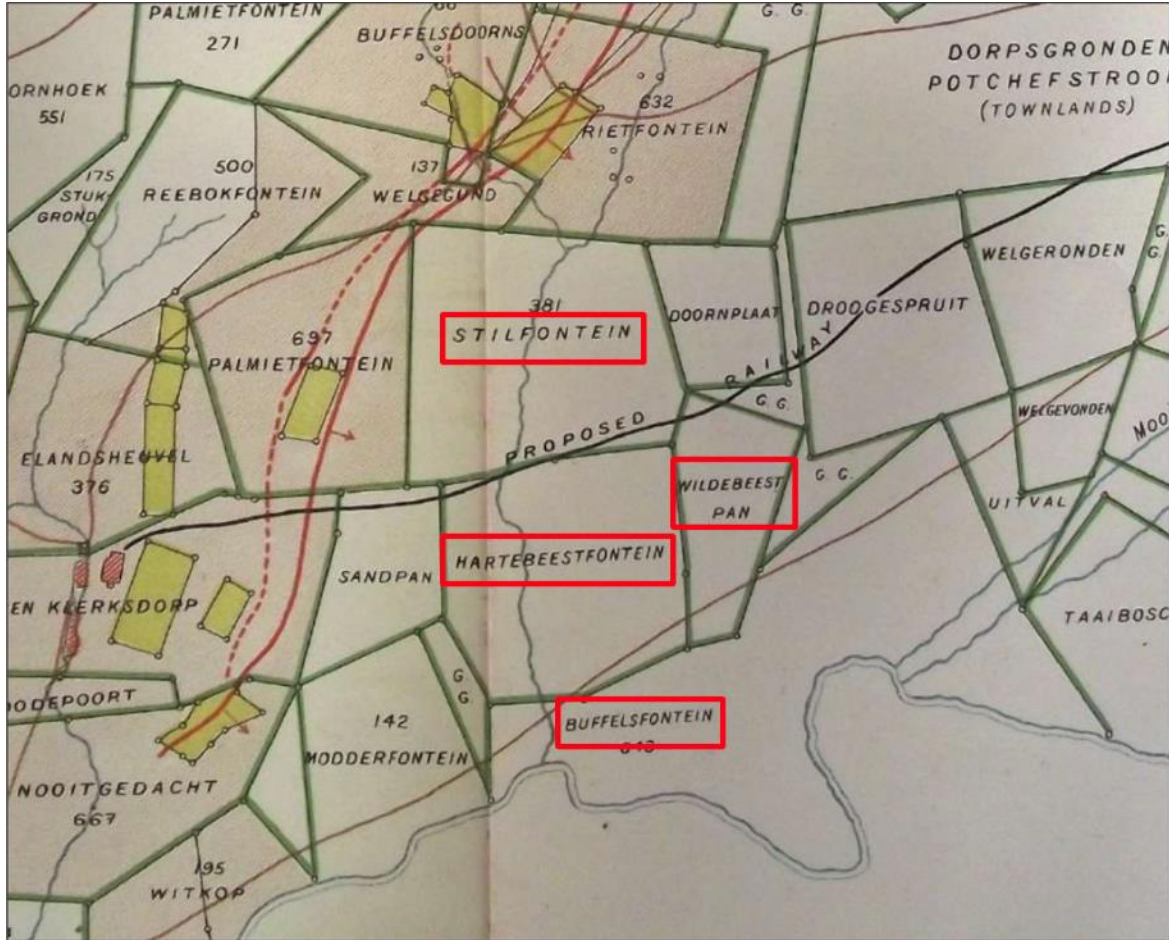 PALMIETFONTEIN
271
BUFFELSDOORNS
G. G.
DORPSGRONDEN
POTCHEFSTROO
(TOWNLANDS)
ORNHOEK
551
632
RIETFONTEIN
175
STUK-
GROND
500
REEBOKFONTEIN
137
WELGEGUND
G.
G.
WELGERONDEN
381
STILFONTEIN
DOORNPLAAT
DROOGESPRUIT
697
PALMIETFONTEIN
PROPOSED RAILWAY
G. G.
WELGEVONDEN
MOO
ELANDSHEUVEL
376
WILDEBEEST
PAN
G. G.
UITVAL
HARTEBEESTFONTEIN
SANDPAN
EN KLERKSDORP
TAAIBOSC
OODEPOORT
G
G
142
MODDERFONTEIN
BUFFELSFONTEIN
NOOITGEDACHT
667
195
WITKOP